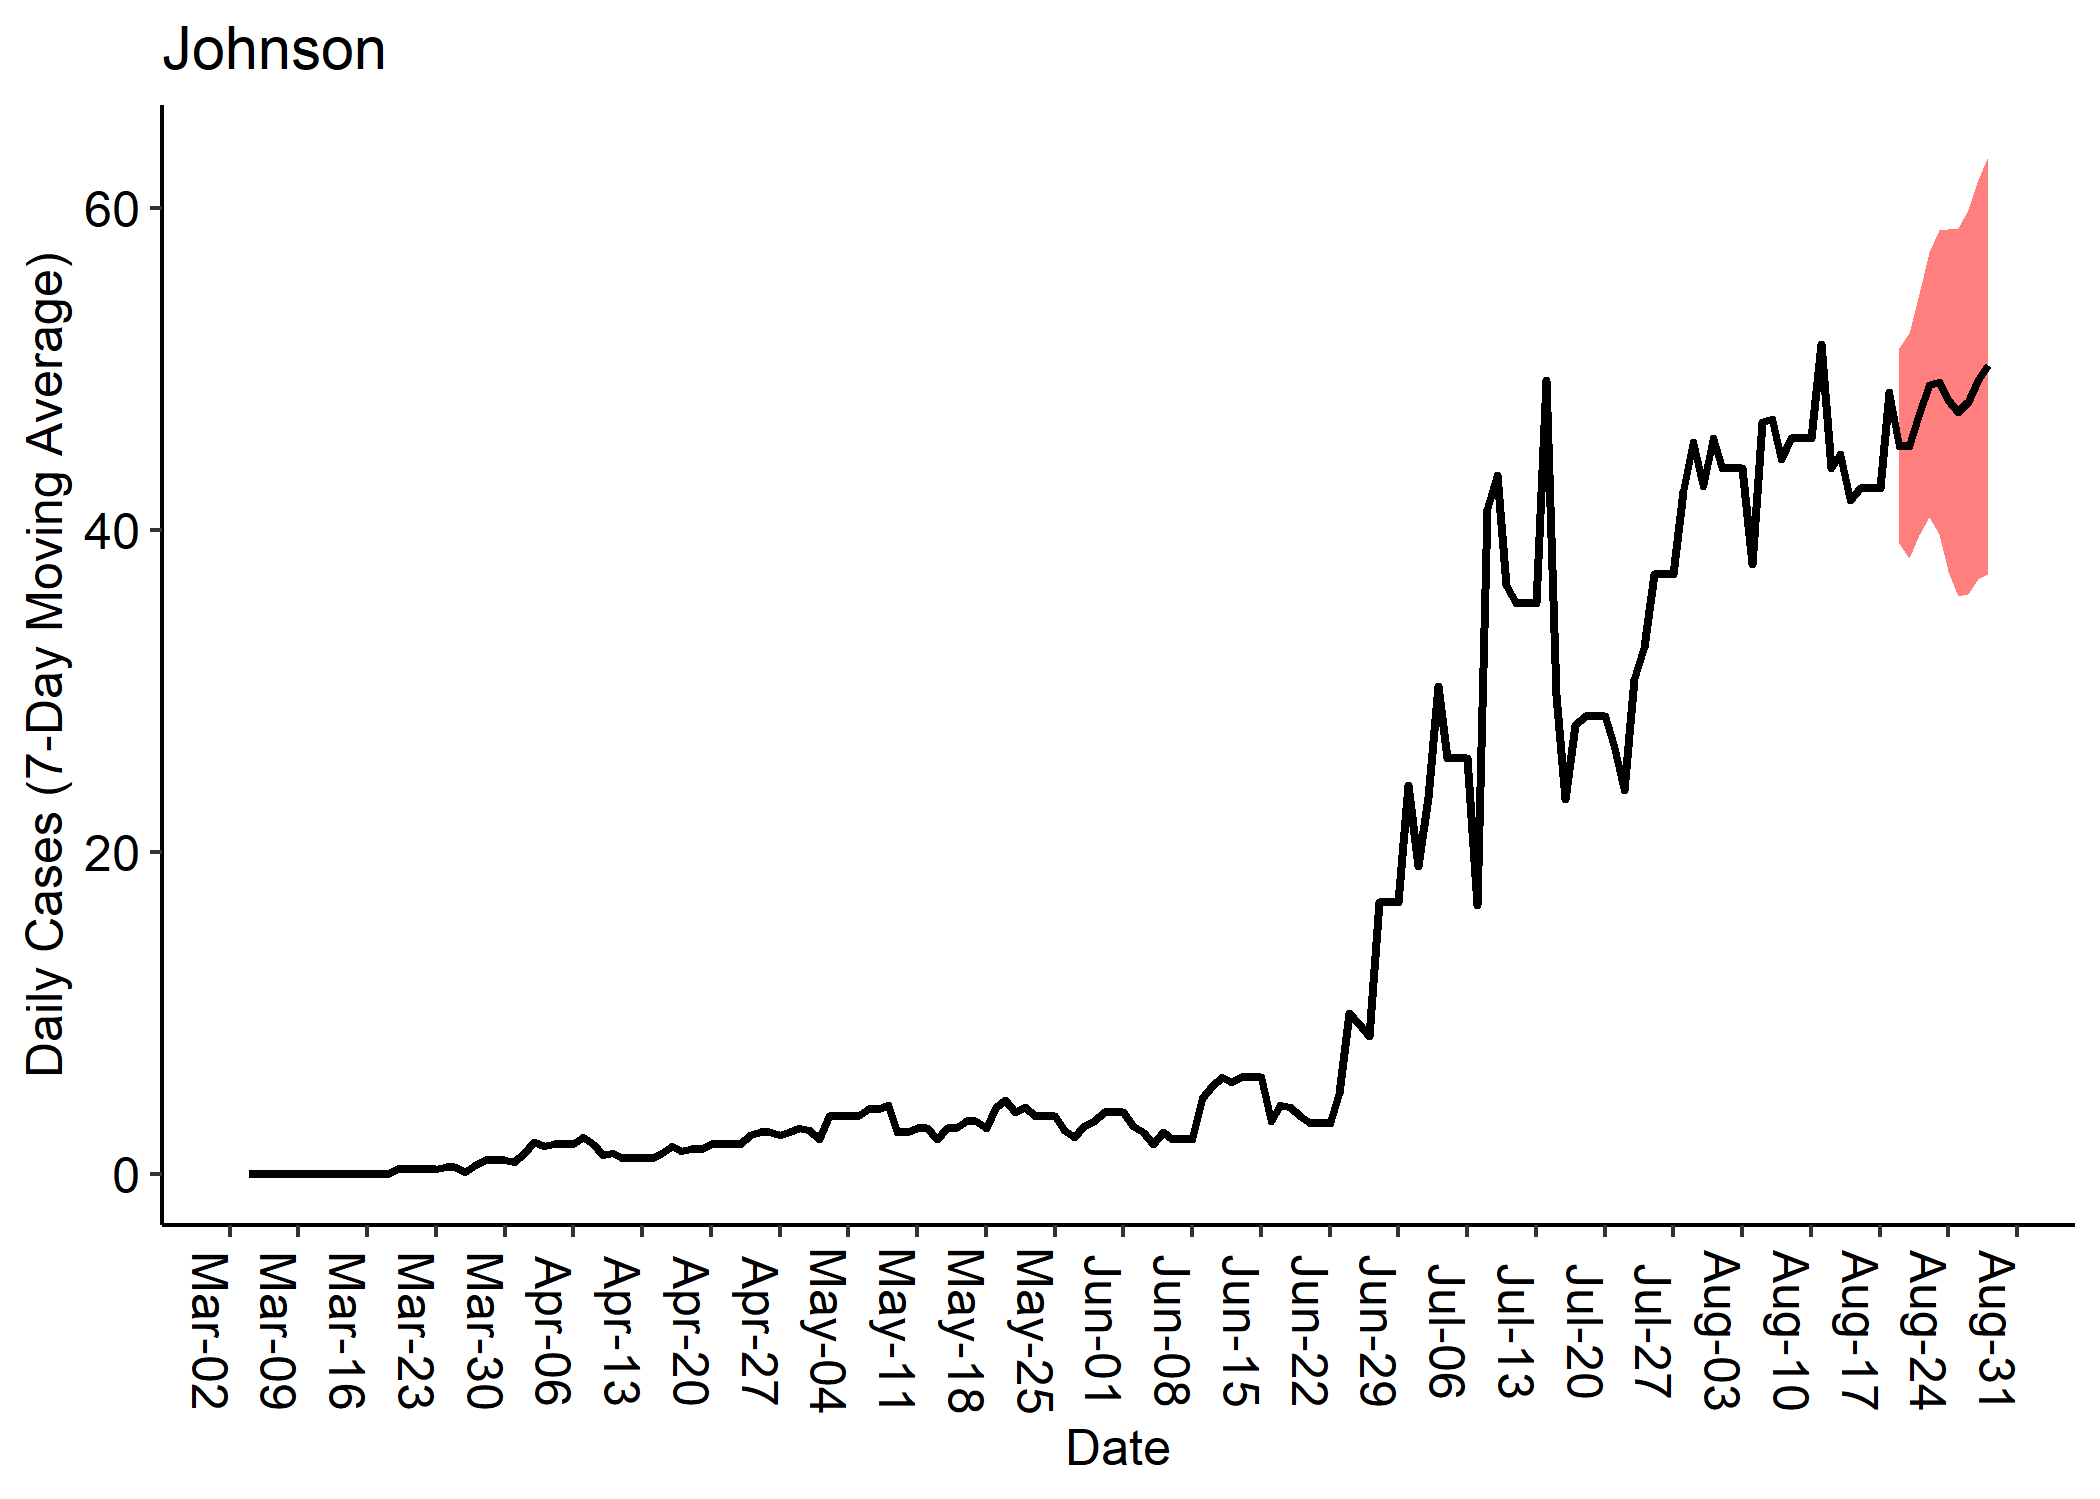 Johnson
Daily Cases (7-Day Moving Average)
60
40
20
0
Mar-02
Mar-09
Mar-16
Mar-23
Mar-30
Apr-06
Apr-13
Apr-20
Apr-27
May-04
May-11
May-18
May-25
Jun-01
Jun-08
Jun-15
Jun-22
Jun-29
Jul-06
Jul-13
Jul-20
Jul-27
Aug-03
Aug-10
Aug-17
Aug-24
Aug-31
Date